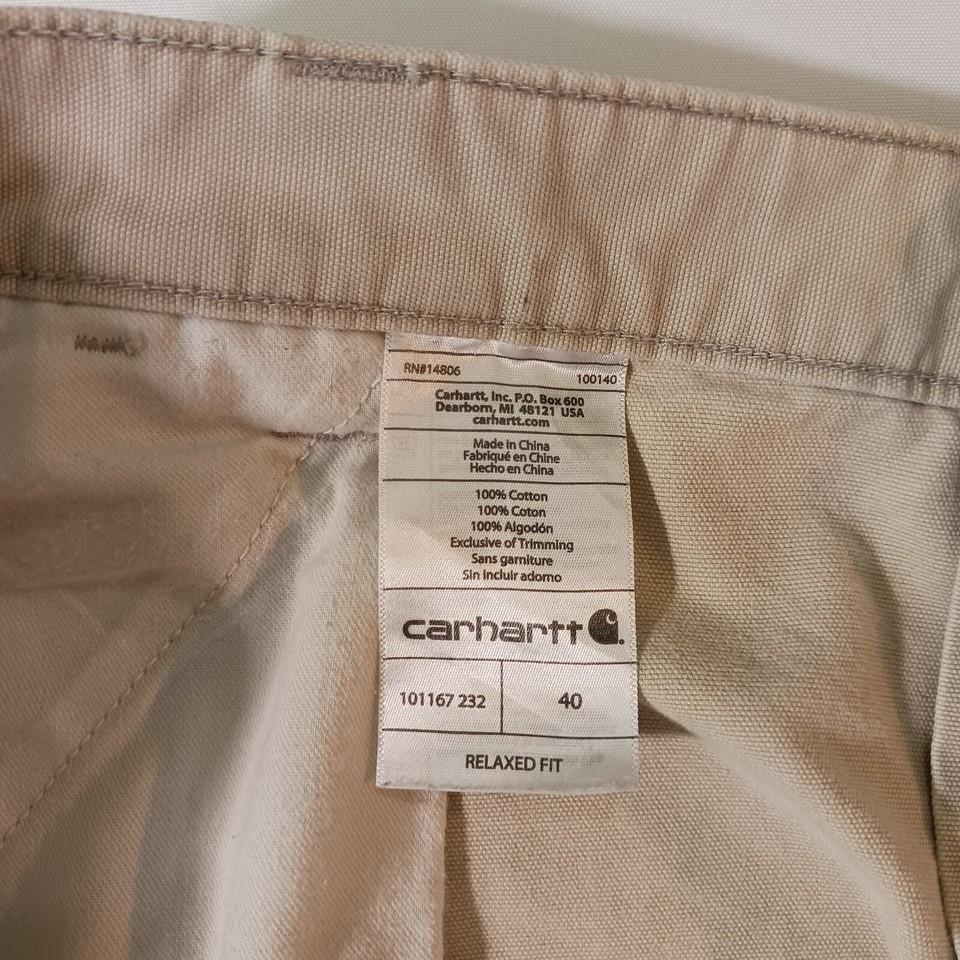 RN#14806 100140
Carhartt, Inc. P.O. Box 600
Dearborn, MI 48121 USA
carhartt.com
Made in China
Fabriqué en Chine
Hecho en China
100% Cotton
100% Coton
100% Algodón
Exclusive of Trimming
Sans garniture
Sin incluir adorno
carhartt
101167 232 40
RELAXED FIT